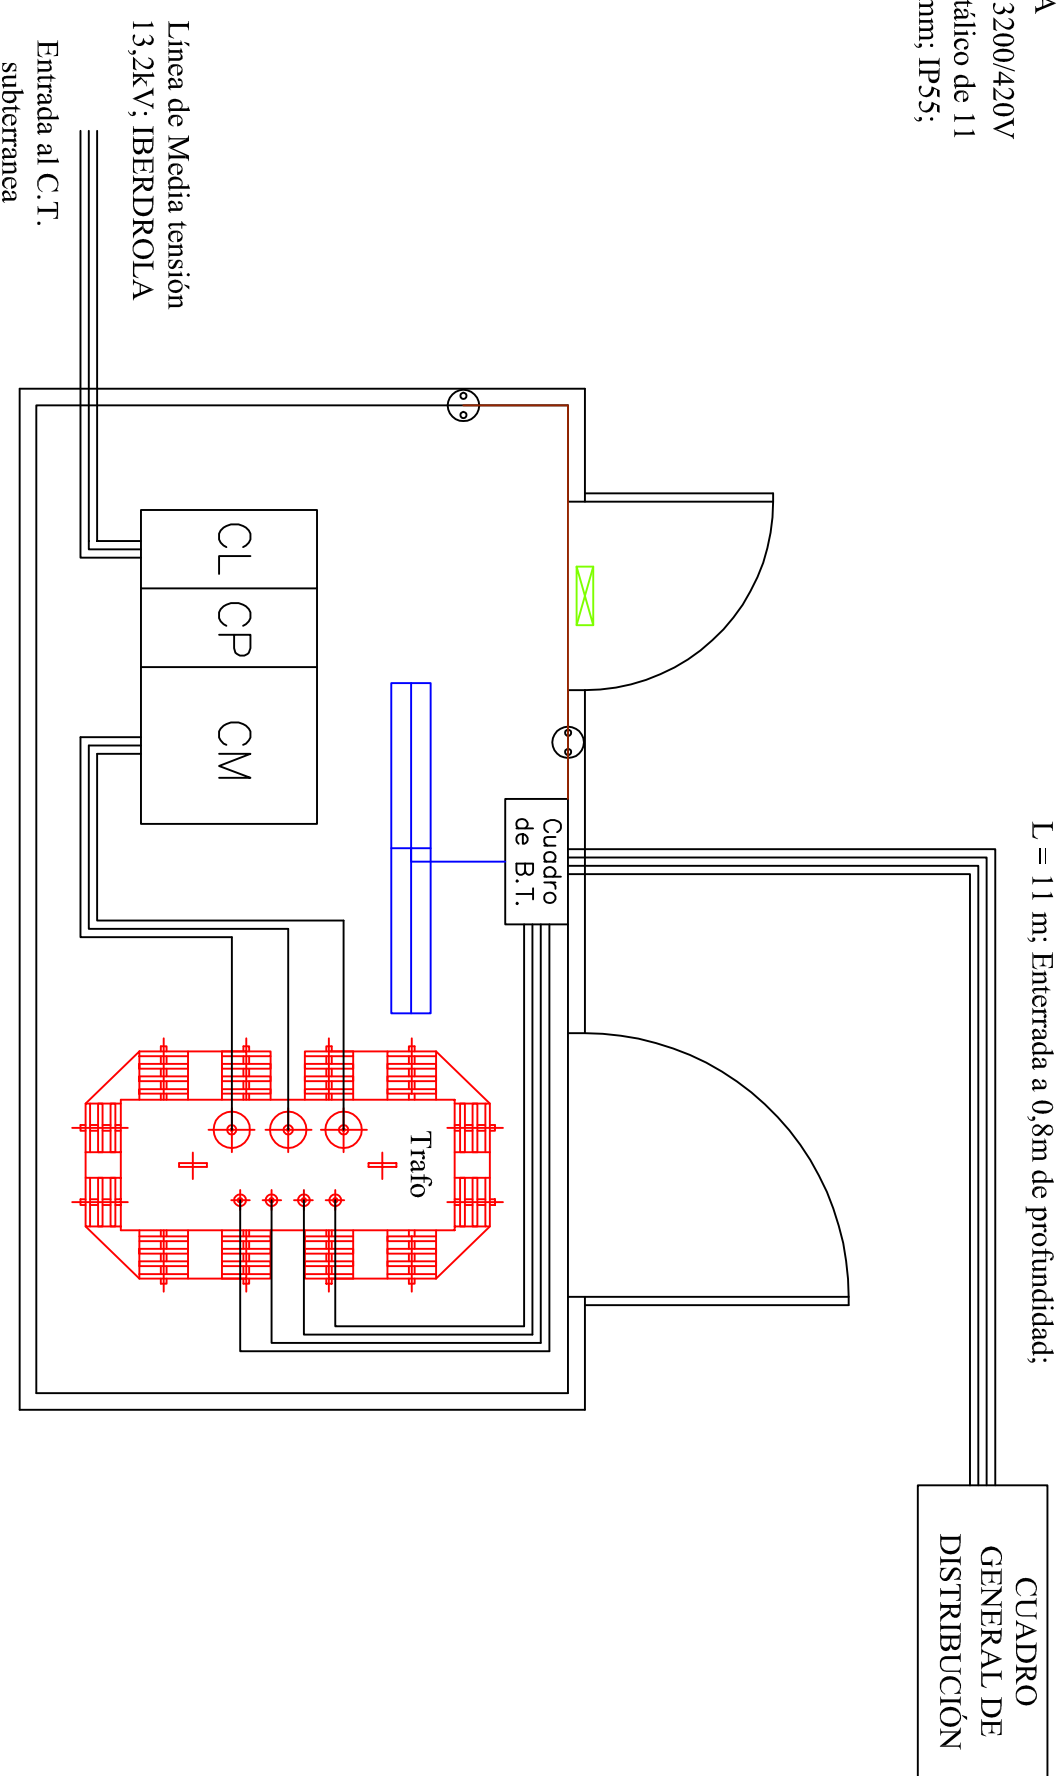 A
3200/420V
tálico de 11
mm; IP55;
L = 11 m; Enterrada a 0,8m de profundidad;
CUADRO
GENERAL DE
DISTRIBUCIÓN
Cuadro
de B.T.
Trafo
CL
CP
CM
Línea de Media tensión
13,2kV; IBERDROLA
Entrada al C.T.
subterranea